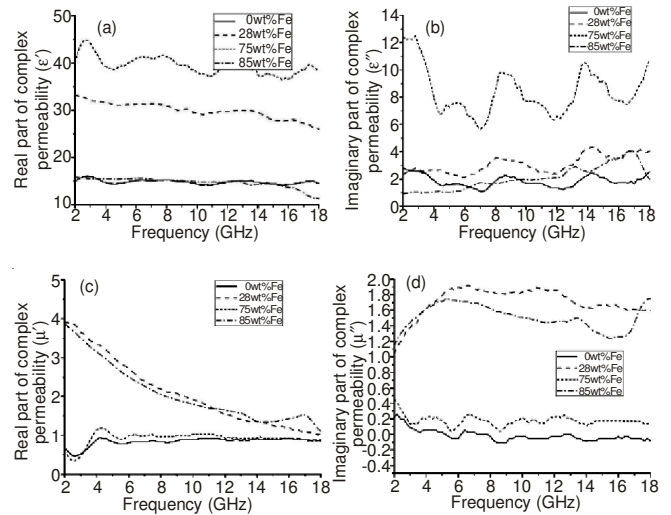 (a)
0wt%Fe
28wt%Fe
75wt%Fe
85wt%Fe
Real part of complex
permeability (ε′)
50
40
30
20
10
2 4 6 8 10 12 14 16 18
Frequency (GHz)
(b)
0wt%Fe
28wt%Fe
75wt%Fe
85wt%Fe
Imaginary part of complex
permeability (ε″)
14
12
10
8
6
4
2
0
2 4 6 8 10 12 14 16 18
Frequency (GHz)
(c)
0wt%Fe
28wt%Fe
75wt%Fe
85wt%Fe
Real part of complex
permeability (μ′)
5
4
3
2
1
0
2 4 6 8 10 12 14 16 18
Frequency (GHz)
(d)
0wt%Fe
28wt%Fe
75wt%Fe
85wt%Fe
Imaginary part of complex
permeability (μ″)
2.0
1.8
1.6
1.4
1.2
1.0
0.8
0.6
0.4
0.2
0.0
-0.2
-0.4
2 4 6 8 10 12 14 16 18
Frequency (GHz)